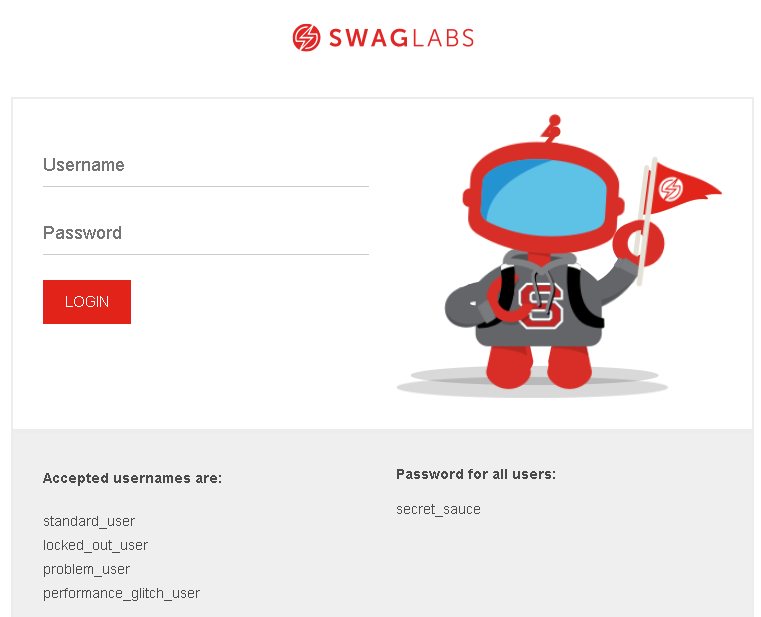 SWAGLABS
Username
Password
LOGIN
S
Accepted usernames are:
standard_user
locked_out_user
problem_user
performance_glitch_user
Password for all users:
secret_sauce